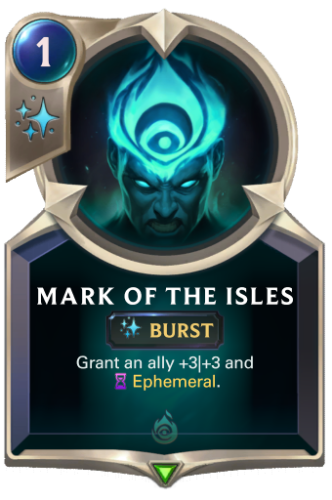 1
MARK OF THE ISLES
BURST
Grant an ally +3|+3 and
Ephemeral.